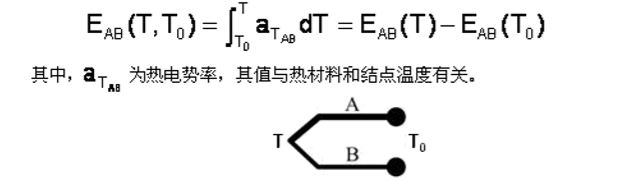 E_AB(T,T_0) = ∫_{T_0}^{T} a_{T_AB} dT = E_AB(T) − E_AB(T_0)
其中，a_{T_AB} 为热电势率，其值与热材料和结点温度有关。
A
T T_0
B